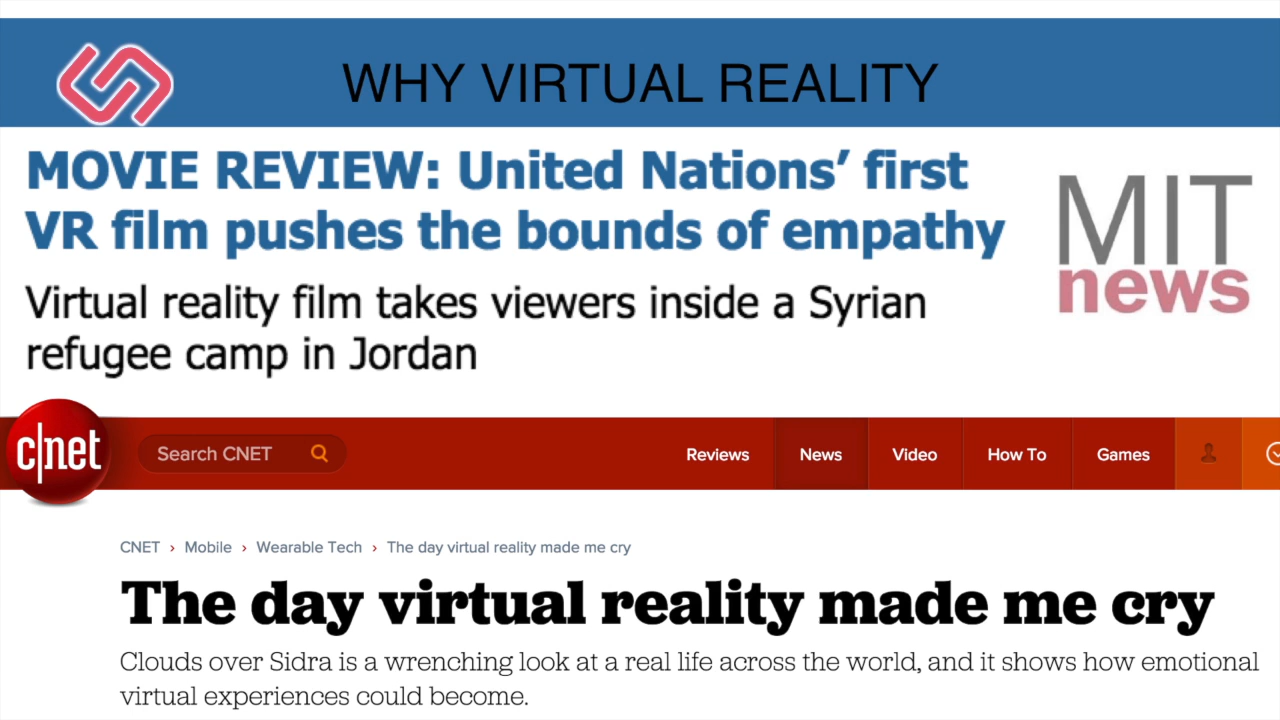 WHY VIRTUAL REALITY
MOVIE REVIEW: United Nations’ first
VR film pushes the bounds of empathy
MIT
news
Virtual reality film takes viewers inside a Syrian
refugee camp in Jordan
c|net
Search CNET
Reviews
News
Video
How To
Games
CNET › Mobile › Wearable Tech › The day virtual reality made me cry
The day virtual reality made me cry
Clouds over Sidra is a wrenching look at a real life across the world, and it shows how emotional
virtual experiences could become.